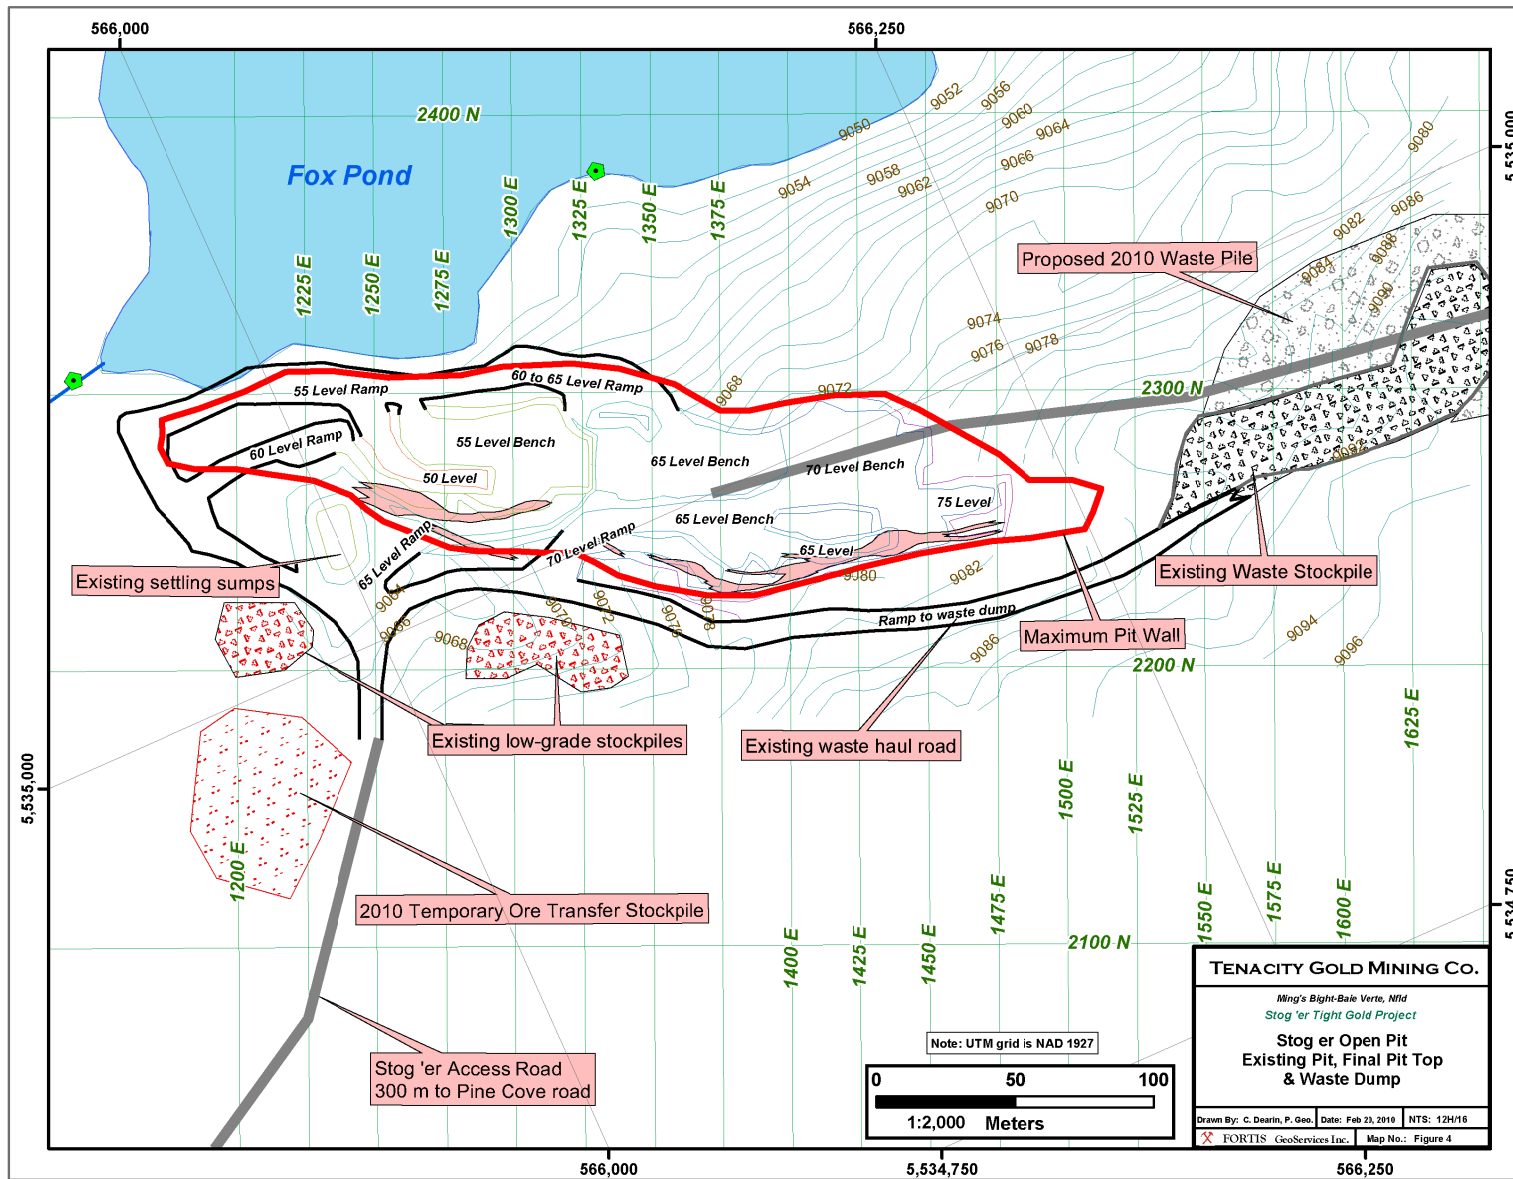 566,000
566,250
2400 N
9052
9056
9050
9060
9064
9080
5,535,000
Fox Pond
9066
9058
9062
9054
9070
9086
9082
9088
9084
9090
1300 E
1325 E
1350 E
1375 E
1225 E
1250 E
1275 E
Proposed 2010 Waste Pile
9074
9076
9078
2300 N
9068
9072
55 Level Ramp
60 to 65 Level Ramp
60 Level Ramp
55 Level Bench
65 Level Bench
70 Level Bench
9092
50 Level
75 Level
65 Level Bench
65 Level Ramp
70 Level Ramp
65 Level
9080
9082
Existing settling sumps
Existing Waste Stockpile
9064
9066
9068
9070
9072
9076
9078
Ramp to waste dump
Maximum Pit Wall
9086
9094
9096
2200 N
1625 E
Existing low-grade stockpiles
Existing waste haul road
5,535,000
1500 E
1525 E
1200 E
2010 Temporary Ore Transfer Stockpile
1475 E
1550 E
1575 E
1600 E
1400 E
1425 E
1450 E
2100 N
Stog 'er Access Road
300 m to Pine Cove road
Note: UTM grid is NAD 1927
0 50 100
1:2,000 Meters
TENACITY GOLD MINING CO.
Ming's Bight-Baie Verte, Nfld
Stog 'er Tight Gold Project
Stog er Open Pit
Existing Pit, Final Pit Top
& Waste Dump
Drawn By: C. Dearin, P. Geo. Date: Feb 23, 2010 NTS: 12H/16
FORTIS GeoServices Inc. Map No.: Figure 4
566,000
5,534,750
566,250